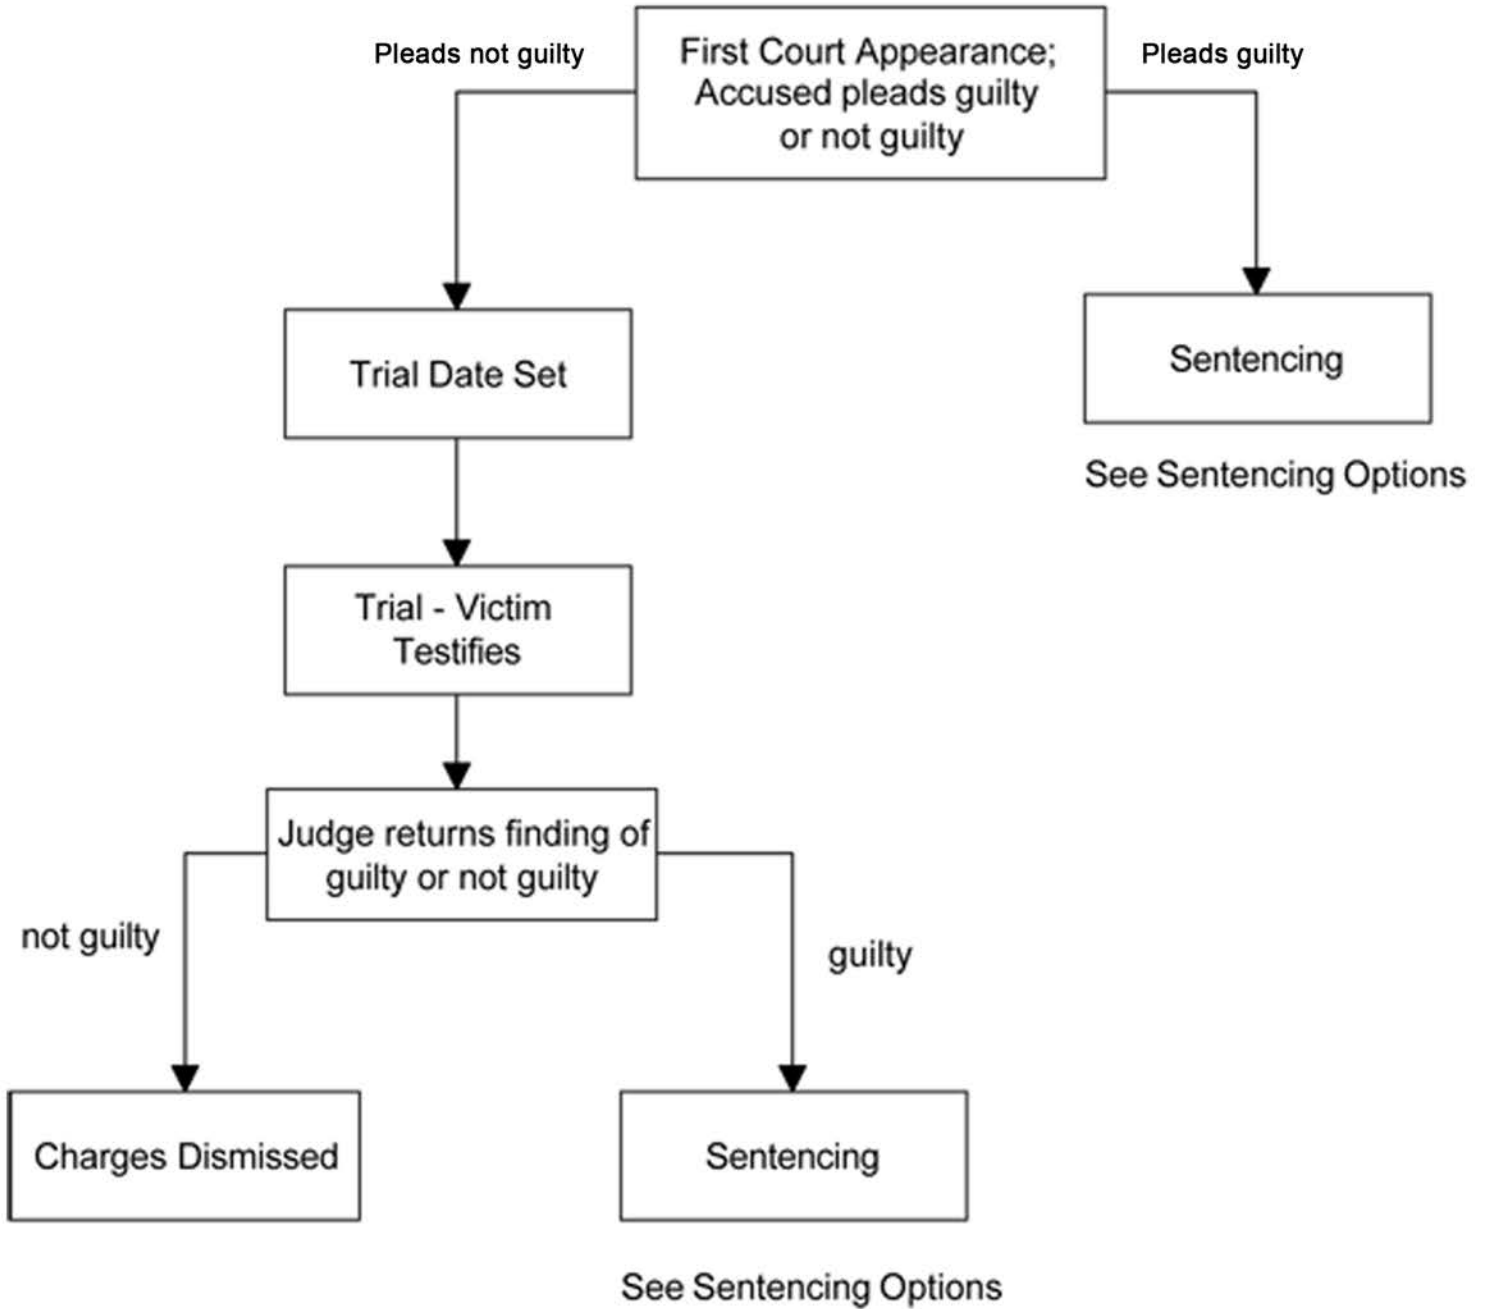 Pleads not guilty
First Court Appearance;
Accused pleads guilty
or not guilty
Pleads guilty
Trial Date Set
Sentencing
See Sentencing Options
Trial - Victim
Testifies
Judge returns finding of
guilty or not guilty
not guilty
guilty
Charges Dismissed
Sentencing
See Sentencing Options